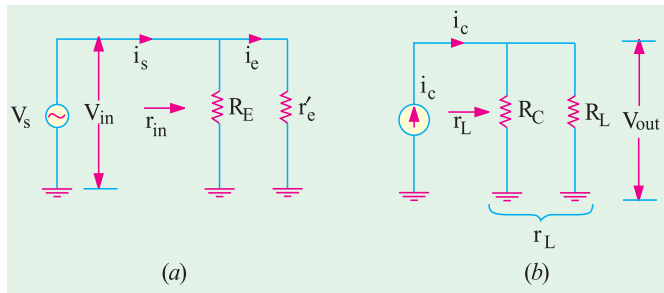 i_s
i_e
V_s
V_in
r_in
R_E
r'_e
(a)
i_c
i_c
r_L
R_C
R_L
V_out
r_L
(b)